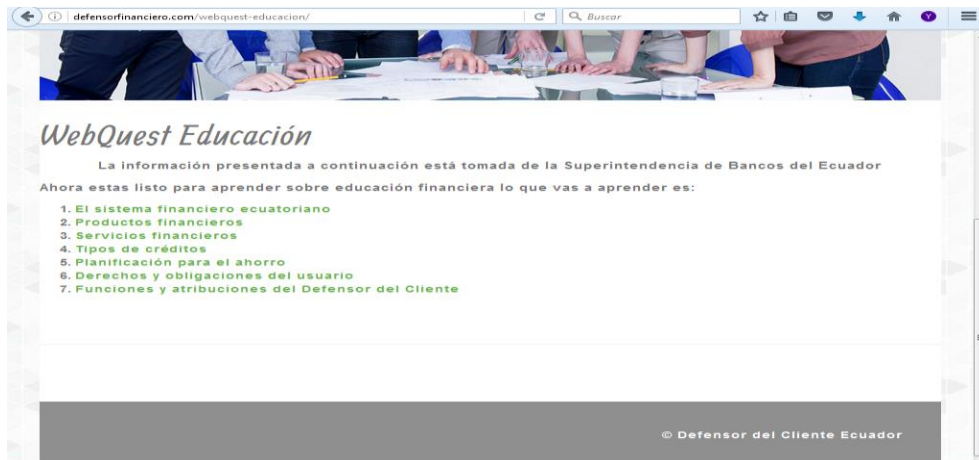 defensorfinanciero.com/webquest-educacion/
Buscar
Y
WebQuest Educación
La información presentada a continuación está tomada de la Superintendencia de Bancos del Ecuador
Ahora estas listo para aprender sobre educación financiera lo que vas a aprender es:
1. El sistema financiero ecuatoriano
2. Productos financieros
3. Servicios financieros
4. Tipos de créditos
5. Planificación para el ahorro
6. Derechos y obligaciones del usuario
7. Funciones y atribuciones del Defensor del Cliente
© Defensor del Cliente Ecuador